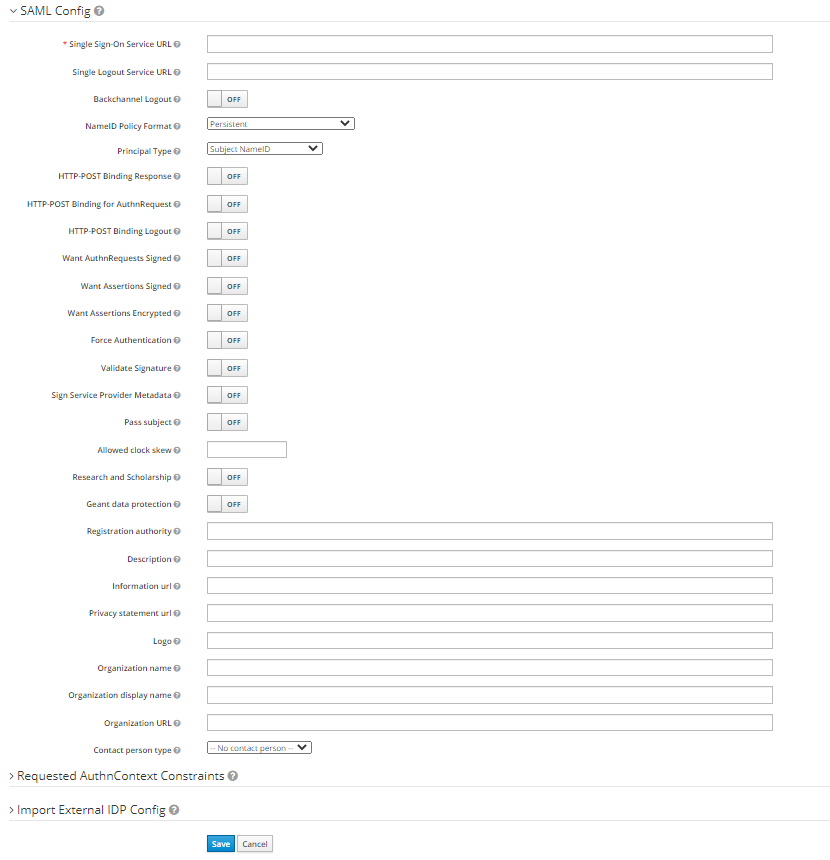 SAML Config
* Single Sign-On Service URL
Single Logout Service URL
Backchannel Logout OFF
NameID Policy Format Persistent
Principal Type Subject NameID
HTTP-POST Binding Response OFF
HTTP-POST Binding for AuthnRequest OFF
HTTP-POST Binding Logout OFF
Want AuthnRequests Signed OFF
Want Assertions Signed OFF
Want Assertions Encrypted OFF
Force Authentication OFF
Validate Signature OFF
Sign Service Provider Metadata OFF
Pass subject OFF
Allowed clock skew
Research and Scholarship OFF
Geant data protection OFF
Registration authority
Description
Information url
Privacy statement url
Logo
Organization name
Organization display name
Organization URL
Contact person type -- No contact person --
Requested AuthnContext Constraints
Import External IDP Config
Save Cancel